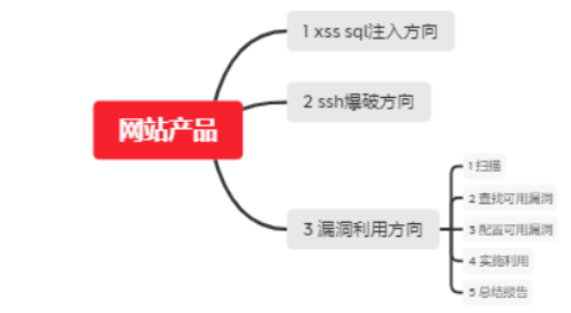 网站产品
1 xss sql注入方向
2 ssh爆破方向
3 漏洞利用方向
1 扫描
2 查找可用漏洞
3 配置可用漏洞
4 实施利用
5 总结报告